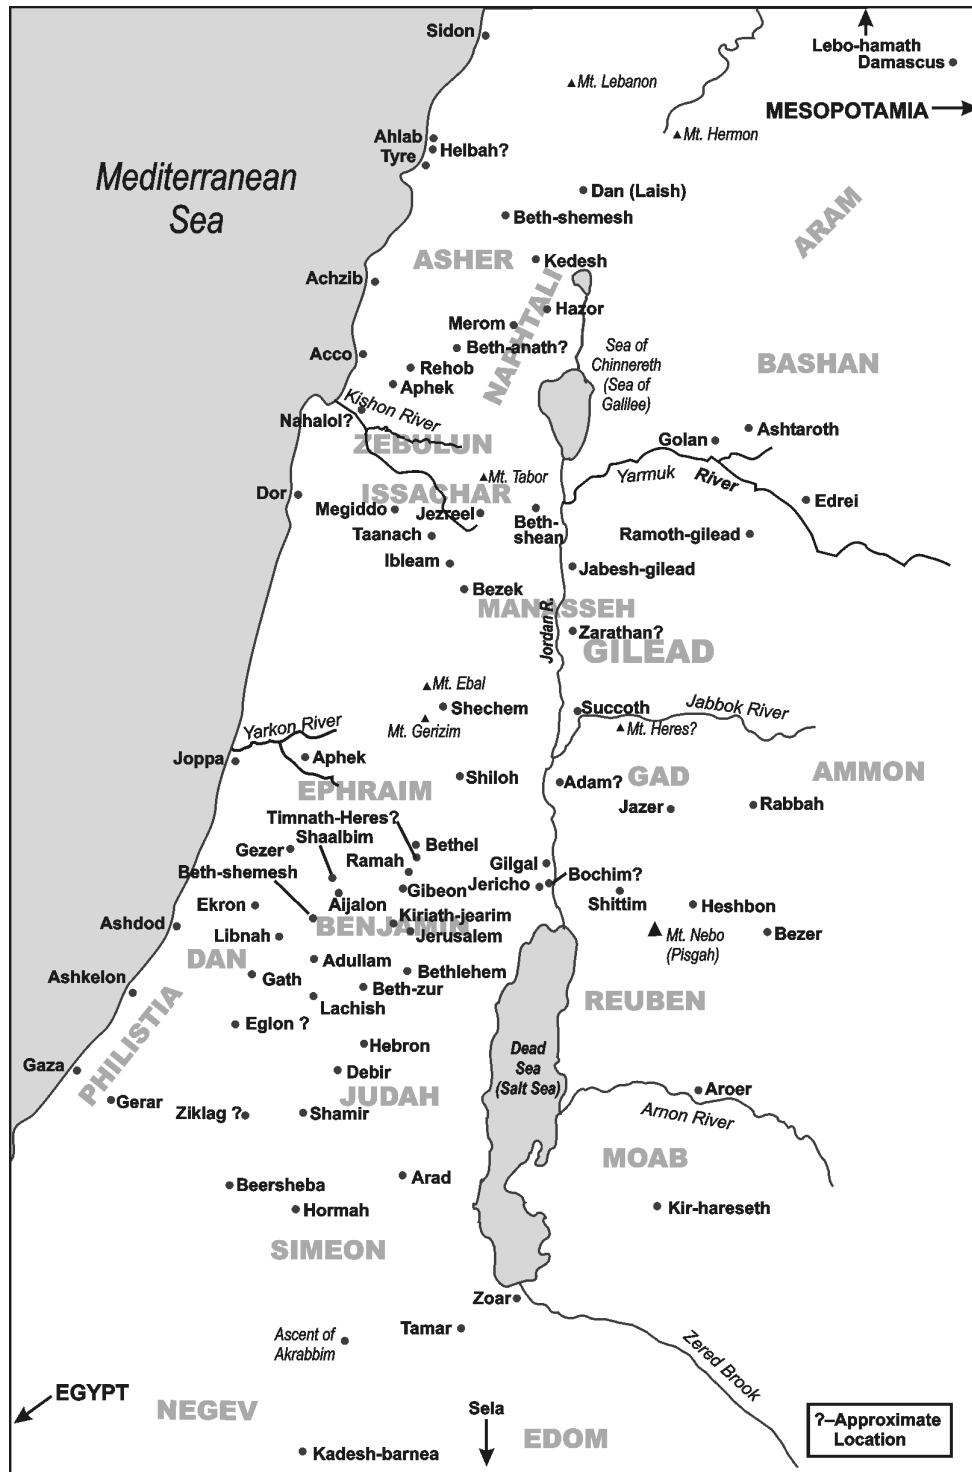 Sidon
Lebo-hamath
Damascus
Mt. Lebanon
MESOPOTAMIA
Mt. Hermon
Ahlab
Tyre
Helbah?
Mediterranean
Sea
Dan (Laish)
Beth-shemesh
ARAM
ASHER
Kedesh
Achzib
NAPHTALI
Hazor
Merom
Beth-anath?
Sea of
Chinnereth
(Sea of
Galilee)
Acco
Rehob
Aphek
BASHAN
Kishon River
Nahalol?
ZEBULUN
Golan
Ashtaroth
Mt. Tabor
Yarmuk River
Dor
ISSACHAR
Megiddo
Jezreel
Beth-
shean
Edrei
Taanach
Ramoth-gilead
Ibleam
Jabesh-gilead
Bezek
MANASSEH
Jordan R.
Zarathan?
GILEAD
Mt. Ebal
Shechem
Mt. Gerizim
Succoth
Jabbok River
Mt. Heres?
Yarkon River
Joppa
Aphek
Shiloh
Adam?
GAD
AMMON
EPHRAIM
Jazer
Rabbah
Timnath-Heres?
Shaalbim
Bethel
Gezer
Ramah
Gilgal
Beth-shemesh
Bochim?
Jericho
Gibeon
Shittim
Ekron
Aijalon
Heshbon
Ashdod
Kiriath-jearim
BENJAMIN
Libnah
Jerusalem
Mt. Nebo
(Pisgah)
Bezer
DAN
Adullam
Gath
Bethlehem
Ashkelon
Beth-zur
Lachish
REUBEN
PHILISTIA
Eglon ?
Hebron
Dead
Sea
(Salt Sea)
Gaza
Debir
JUDAH
Gerar
Ziklag ?
Shamir
Aroer
Arnon River
MOAB
Arad
Beersheba
Hormah
Kir-hareseth
SIMEON
Zoar
Tamar
Ascent of
Akrabbim
Zered Brook
EGYPT
NEGEV
Sela
EDOM
Kadesh-barnea
?–Approximate
Location